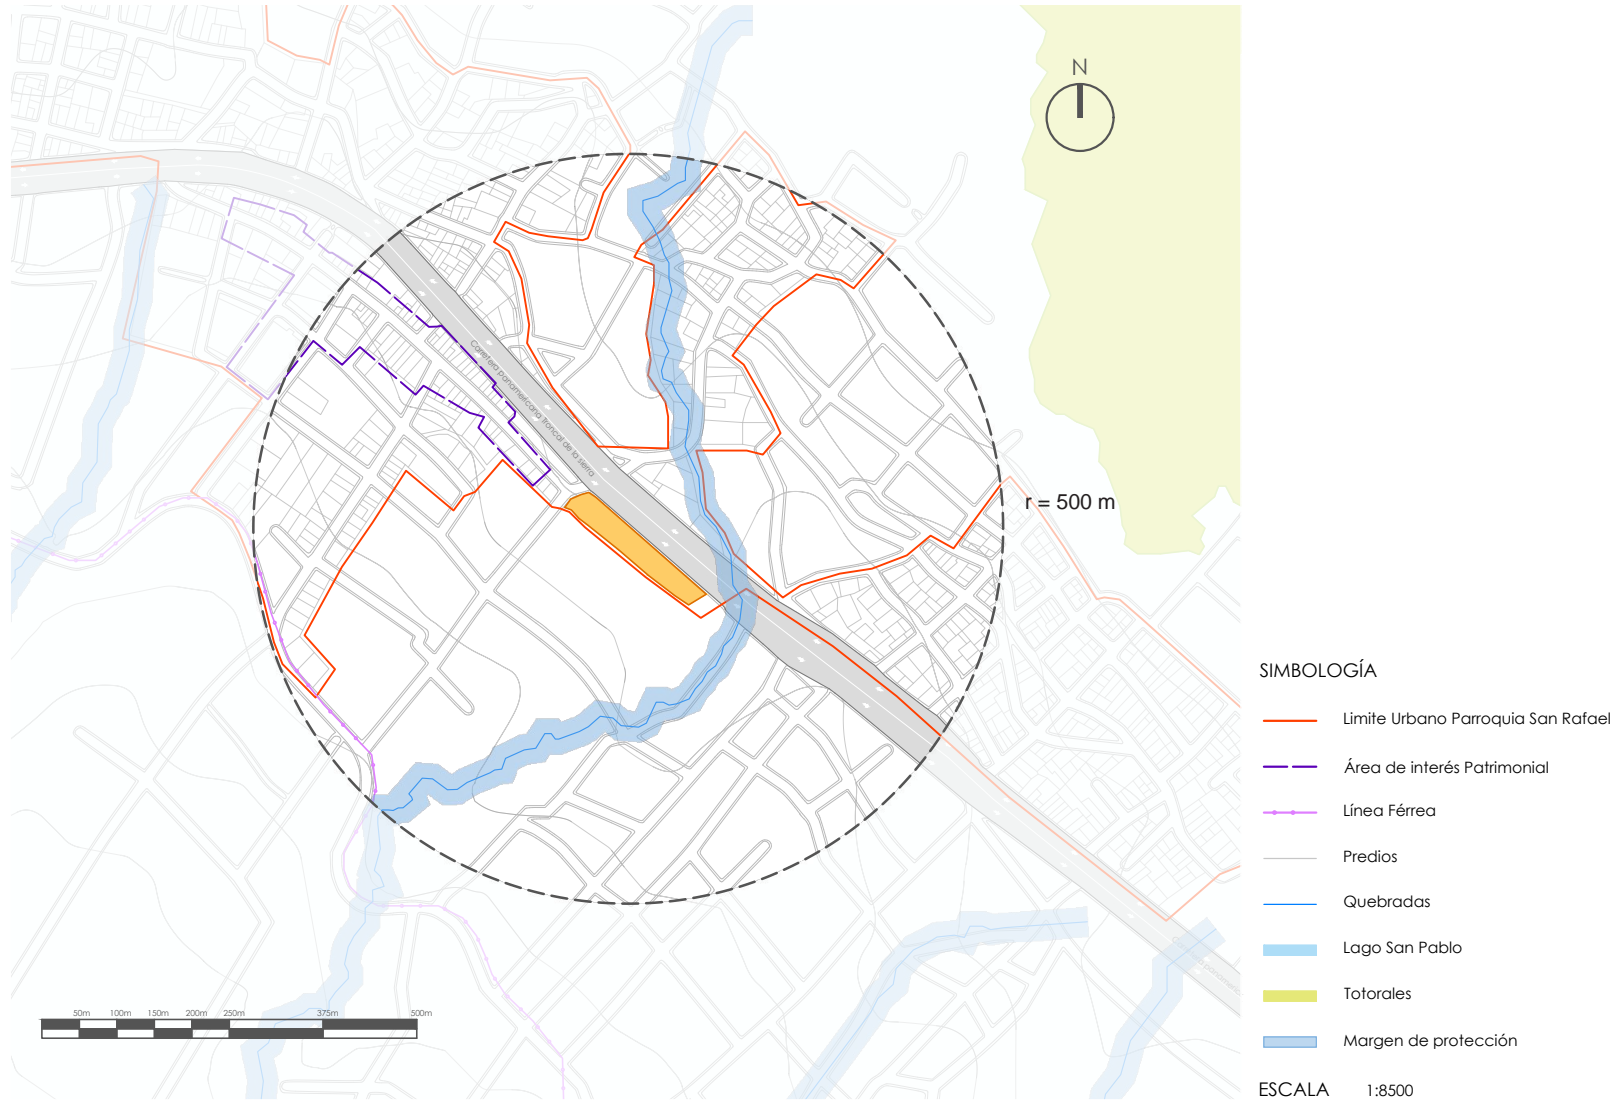 N
Carretera panamericana Troncal de la sierra
r = 500 m
SIMBOLOGÍA
Limite Urbano Parroquia San Rafael
Área de interés Patrimonial
Línea Férrea
Predios
Quebradas
Lago San Pablo
Totorales
Margen de protección
ESCALA 1:8500
50m 100m 150m 200m 250m 375m 500m